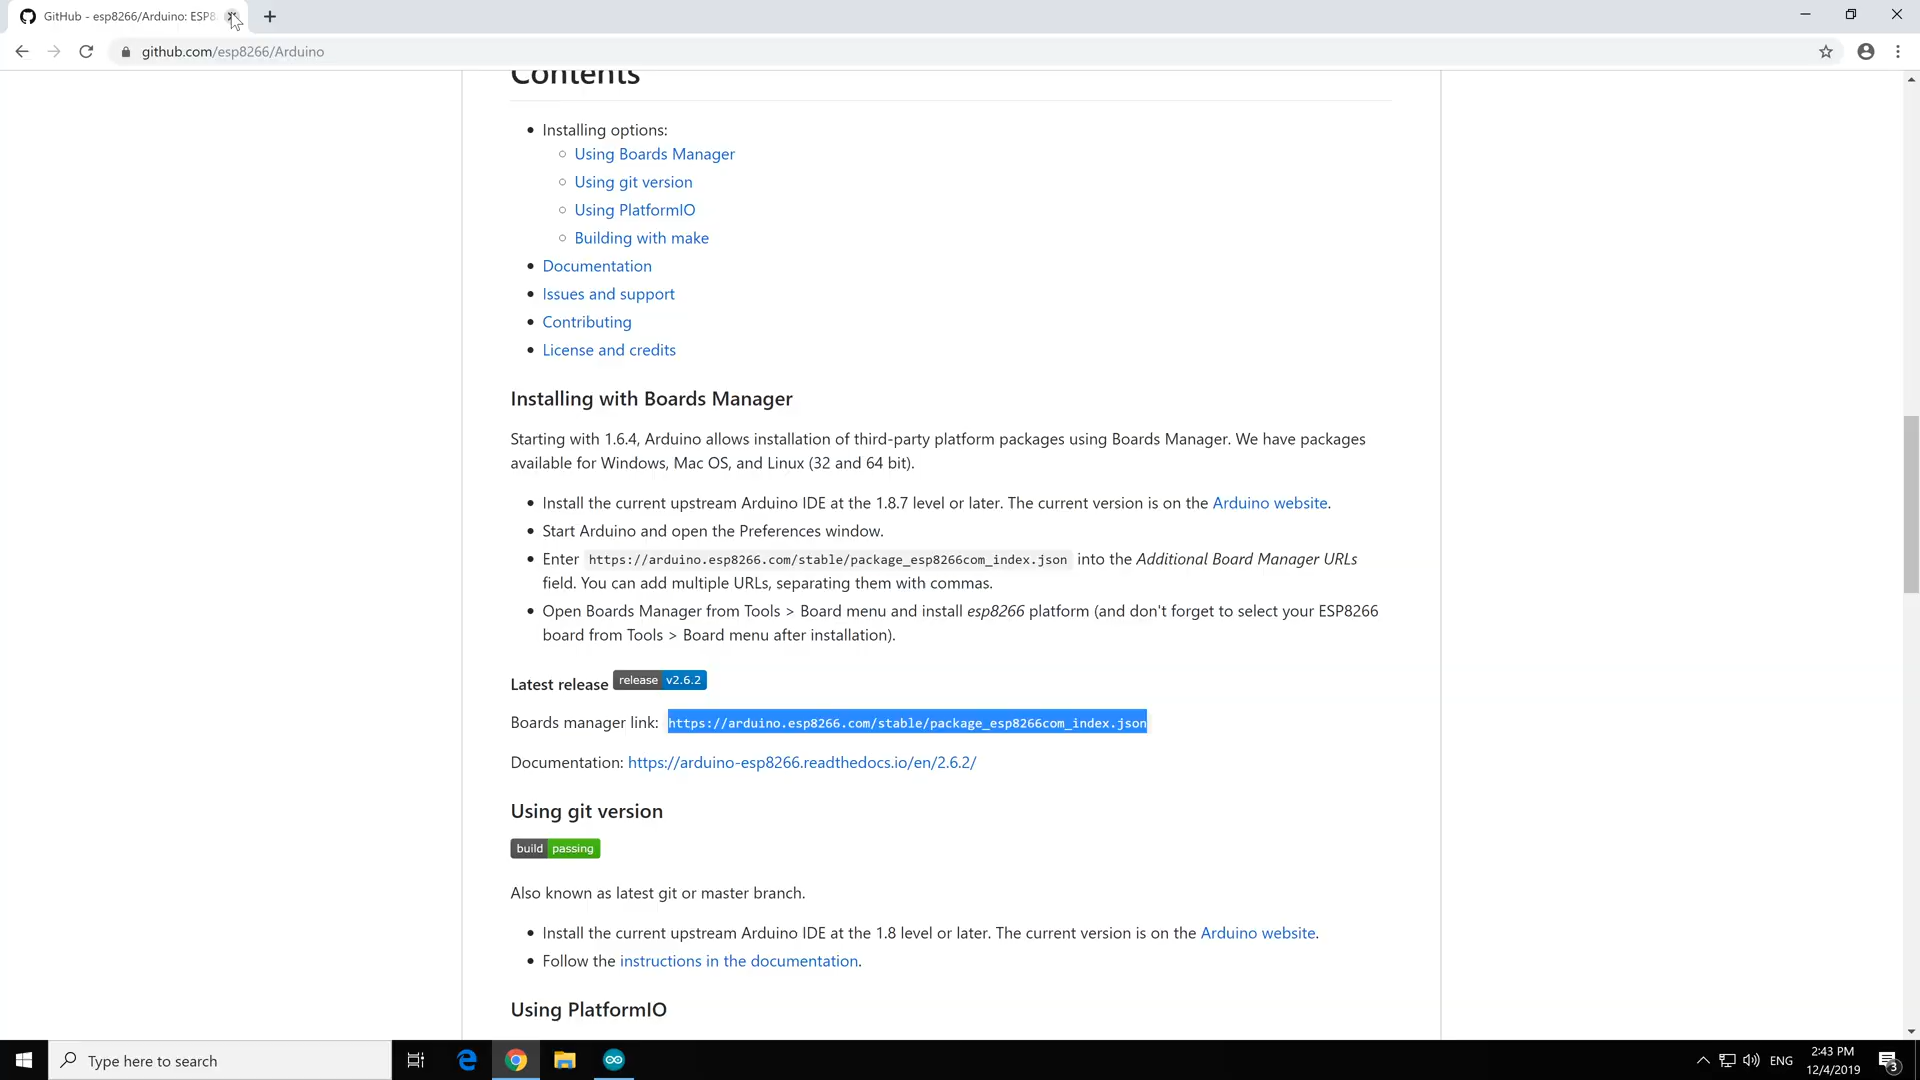 GitHub - esp8266/Arduino: ESP8
github.com/esp8266/Arduino
Contents
Installing options:
Using Boards Manager
Using git version
Using PlatformIO
Building with make
Documentation
Issues and support
Contributing
License and credits
Installing with Boards Manager
Starting with 1.6.4, Arduino allows installation of third-party platform packages using Boards Manager. We have packages
available for Windows, Mac OS, and Linux (32 and 64 bit).
Install the current upstream Arduino IDE at the 1.8.7 level or later. The current version is on the Arduino website.
Start Arduino and open the Preferences window.
Enter https://arduino.esp8266.com/stable/package_esp8266com_index.json into the Additional Board Manager URLs
field. You can add multiple URLs, separating them with commas.
Open Boards Manager from Tools > Board menu and install esp8266 platform (and don't forget to select your ESP8266
board from Tools > Board menu after installation).
Latest release release v2.6.2
Boards manager link: https://arduino.esp8266.com/stable/package_esp8266com_index.json
Documentation: https://arduino-esp8266.readthedocs.io/en/2.6.2/
Using git version
build passing
Also known as latest git or master branch.
Install the current upstream Arduino IDE at the 1.8 level or later. The current version is on the Arduino website.
Follow the instructions in the documentation.
Using PlatformIO
Type here to search
ENG
2:43 PM
12/4/2019
3